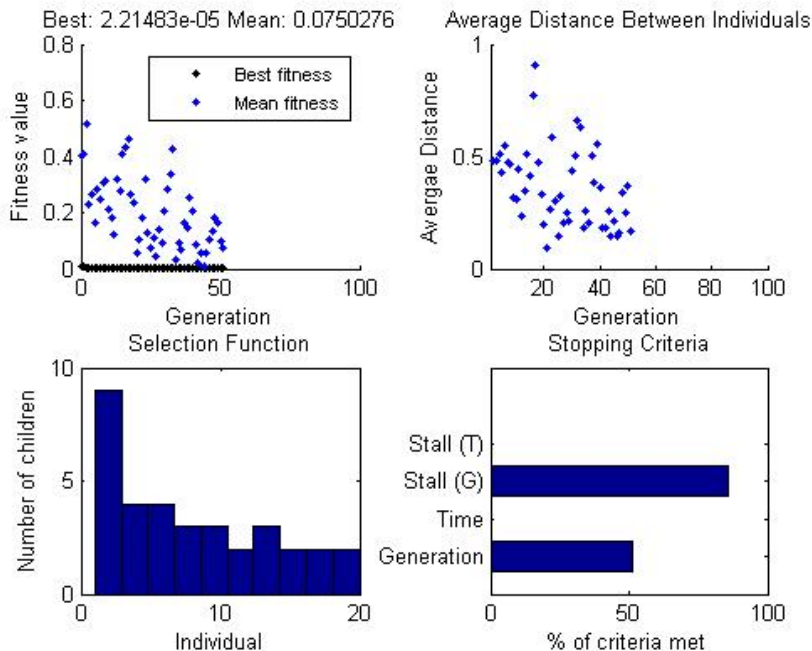 Best: 2.21483e-05 Mean: 0.0750276
0.8
0.6
0.4
0.2
0
Fitness value
Best fitness
Mean fitness
0
50
100
Generation
Average Distance Between Individuals
1
0.5
0
Avergae Distance
20
40
60
80
100
Generation
Selection Function
10
5
0
Number of children
0
10
20
Individual
Stopping Criteria
Stall (T)
Stall (G)
Time
Generation
0
50
100
% of criteria met